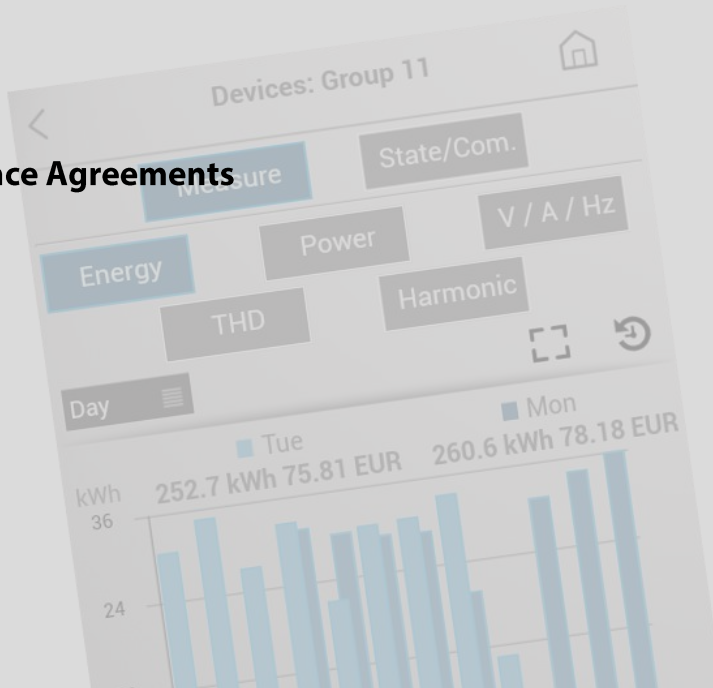 Devices: Group 11
State/Com.
Agreements
Measure
V / A / Hz
Power
Energy
Harmonic
THD
Day
Mon
Tue
260.6 kWh 78.18 EUR
252.7 kWh 75.81 EUR
kWh
36
24